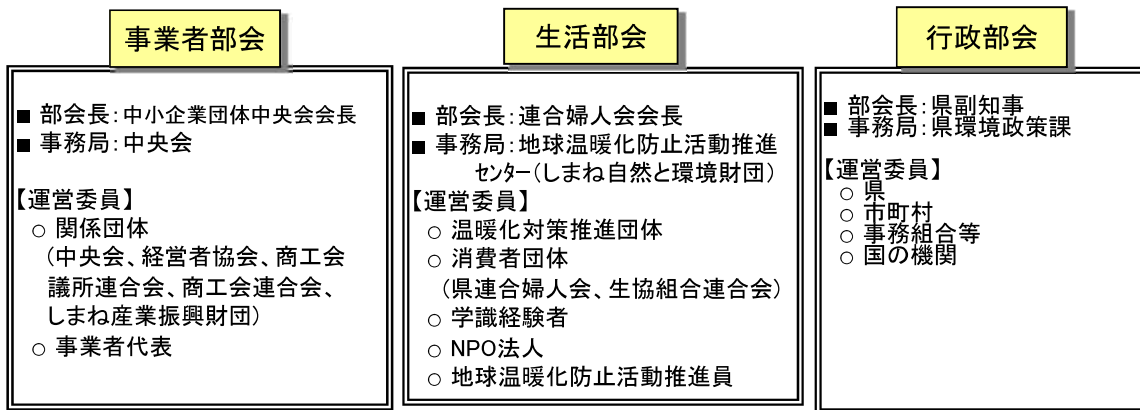 事業者部会
■ 部会長：中小企業団体中央会会長
■ 事務局：中央会
【運営委員】
○ 関係団体
（中央会、経営者協会、商工会
議所連合会、商工会連合会、
しまね産業振興財団）
○ 事業者代表
生活部会
■ 部会長：連合婦人会会長
■ 事務局：地球温暖化防止活動推進
センター（しまね自然と環境財団）
【運営委員】
○ 温暖化対策推進団体
○ 消費者団体
（県連合婦人会、生協組合連合会）
○ 学識経験者
○ NPO法人
○ 地球温暖化防止活動推進員
行政部会
■ 部会長：県副知事
■ 事務局：県環境政策課
【運営委員】
○ 県
○ 市町村
○ 事務組合等
○ 国の機関